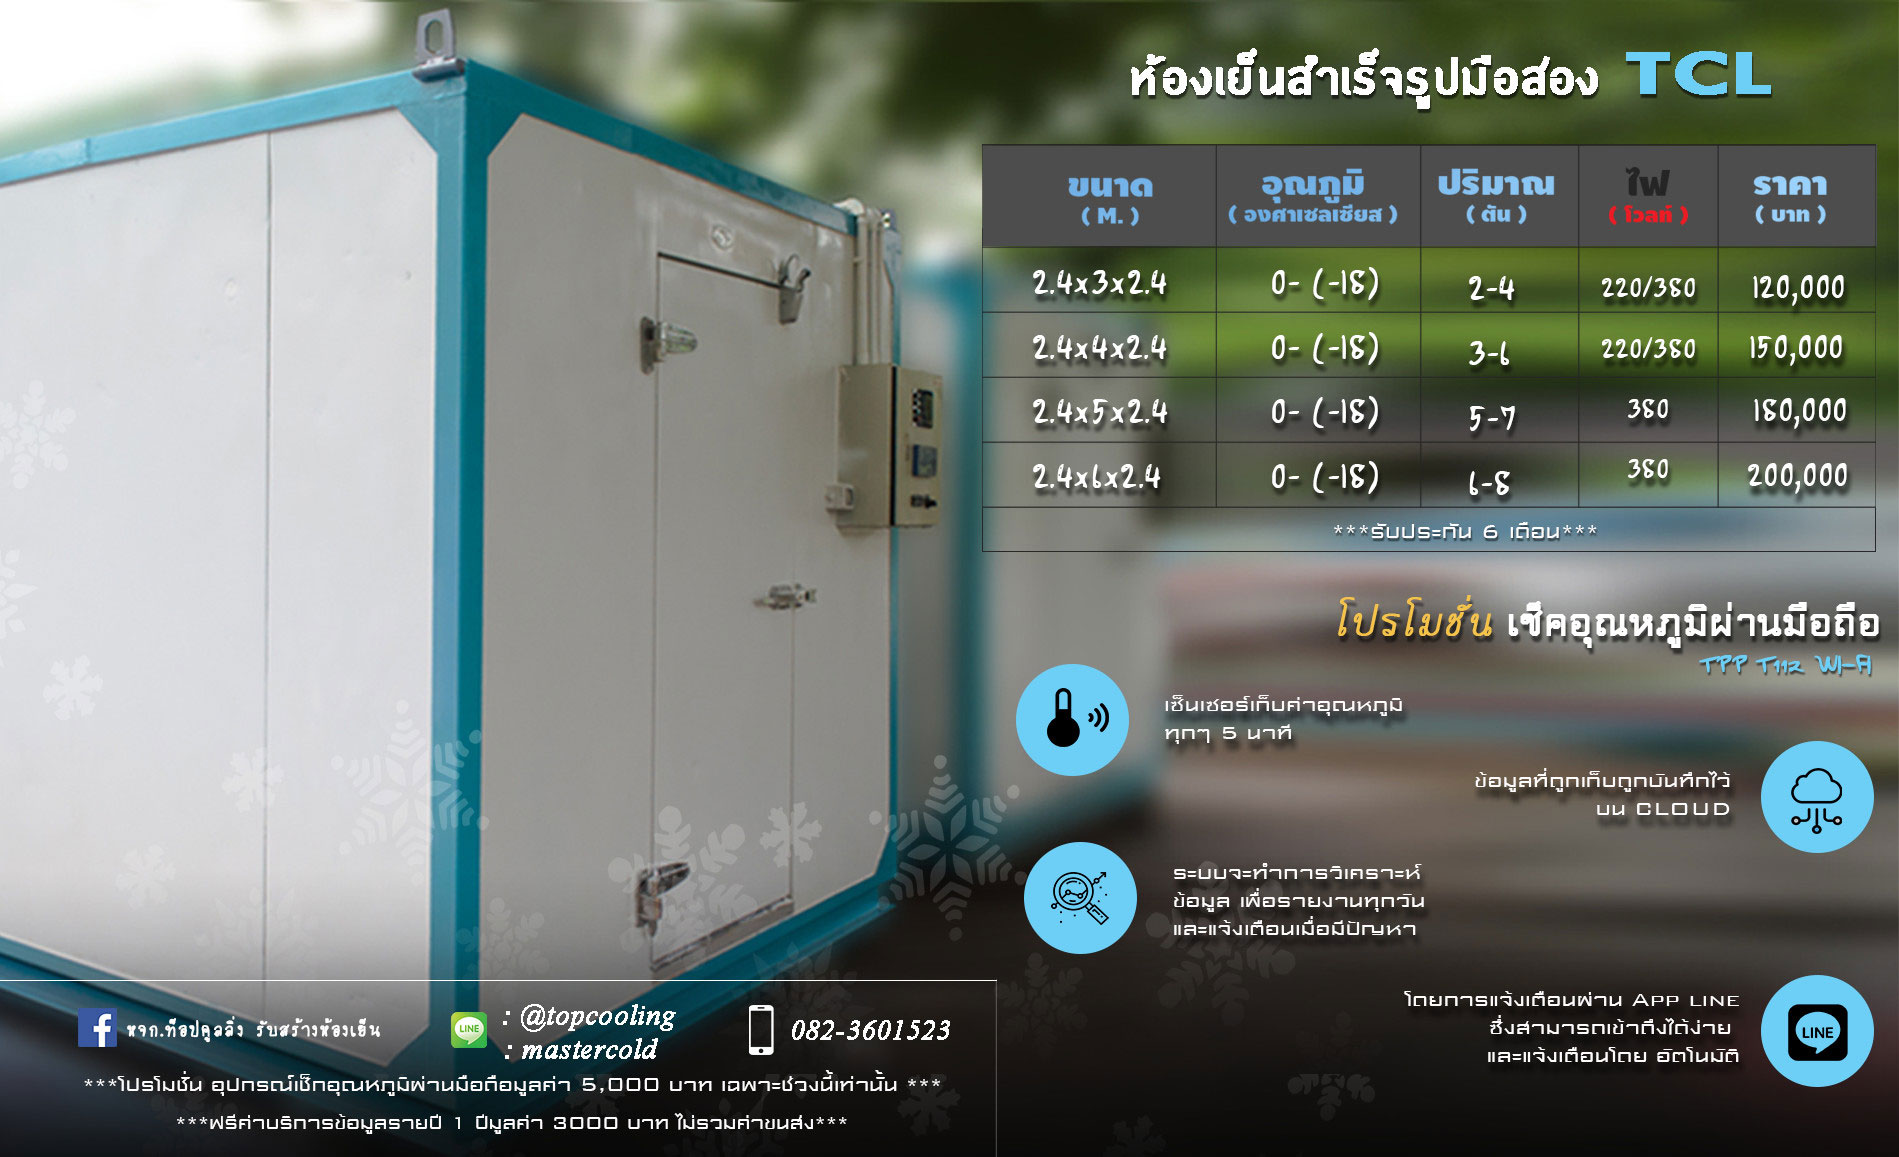 ห้องเย็นสำเร็จรูปมือสอง TCL
ขนาด อุณภูมิ ปริมาณ ไฟ ราคา
( M. ) ( องศาเซลเซียส ) ( ตัน ) ( โวลท์ ) ( บาท )
2.4x3x2.4 0- (-18) 2-4 220/380 120,000
2.4x4x2.4 0- (-18) 3-6 220/380 150,000
2.4x5x2.4 0- (-18) 5-7 380 180,000
2.4x6x2.4 0- (-18) 6-8 380 200,000
***รับประกัน 6 เดือน***
โปรโมชั่น เช็คอุณหภูมิผ่านมือถือ
TPP T112 WI-FI
เซ็นเซอร์เก็บค่าอุณหภูมิ
ทุกๆ 5 นาที
ข้อมูลที่ถูกเก็บถูกบันทึกไว้
บน CLOUD
ระบบจะทำการวิเคราะห์
ข้อมูล เพื่อรายงานทุกวัน
และแจ้งเตือนเมื่อมีปัญหา
โดยการแจ้งเตือนผ่าน APP LINE
ซึ่งสามารถเข้าถึงได้ง่าย
และแจ้งเตือนโดย อัตโนมัติ
LINE
หจก.ท็อปคูลลิ่ง รับสร้างห้องเย็น
LINE : @topcooling
: mastercold
082-3601523
***โปรโมชั่น อุปกรณ์เช็กอุณหภูมิผ่านมือถือมูลค่า 5,000 บาท เฉพาะช่วงนี้เท่านั้น ***
***ฟรีค่าบริการข้อมูลรายปี 1 ปีมูลค่า 3000 บาท ไม่รวมค่าขนส่ง***